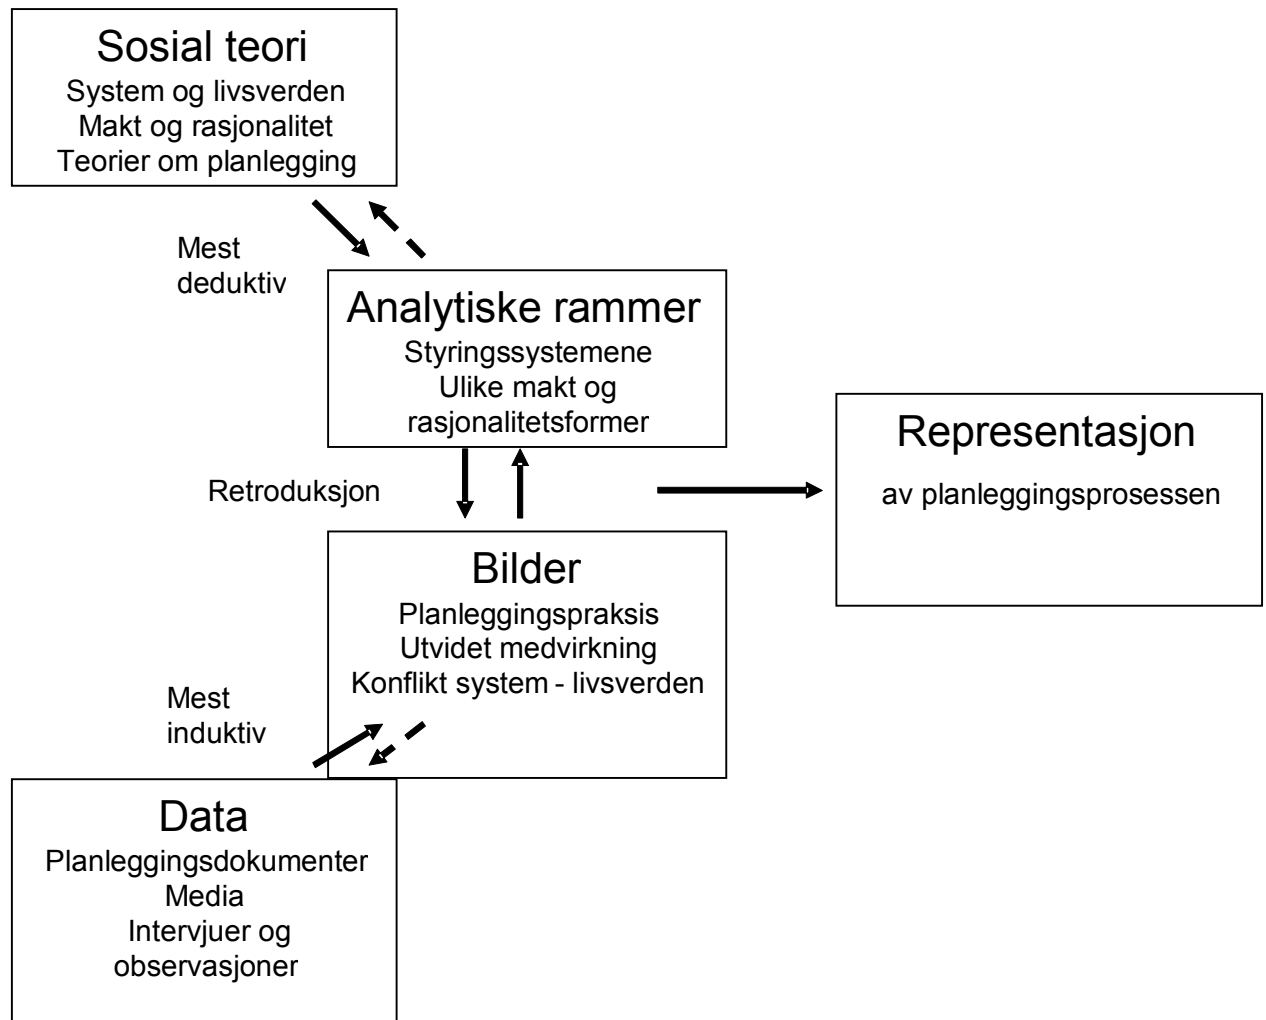 Sosial teori
System og livsverden
Makt og rasjonalitet
Teorier om planlegging
Mest
deduktiv
Analytiske rammer
Styringssystemene
Ulike makt og
rasjonalitetsformer
Retroduksjon
Representasjon
av planleggingsprosessen
Bilder
Planleggingspraksis
Utvidet medvirkning
Konflikt system - livsverden
Mest
induktiv
Data
Planleggingsdokumenter
Media
Intervjuer og
observasjoner